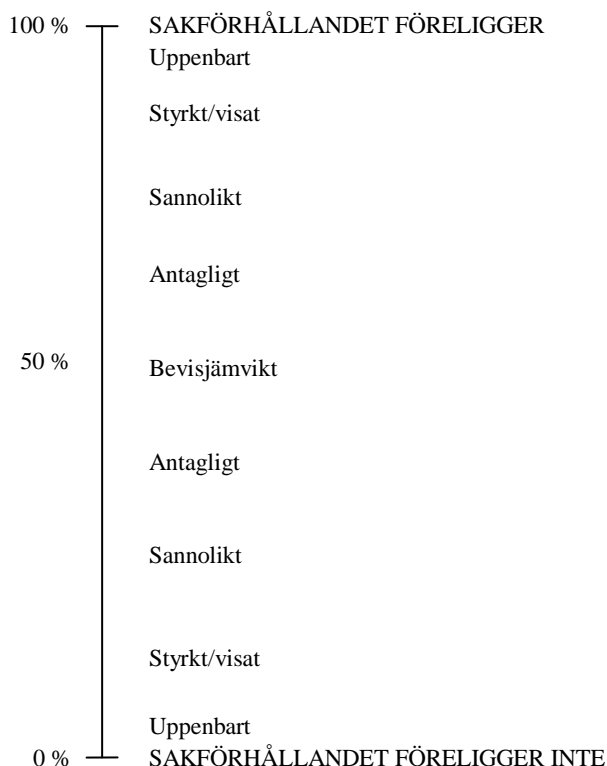 100 % SAKFÖRHÅLLANDET FÖRELIGGER
Uppenbart
Styrkt/visat
Sannolikt
Antagligt
50 % Bevisjämvikt
Antagligt
Sannolikt
Styrkt/visat
Uppenbart
0 % SAKFÖRHÅLLANDET FÖRELIGGER INTE